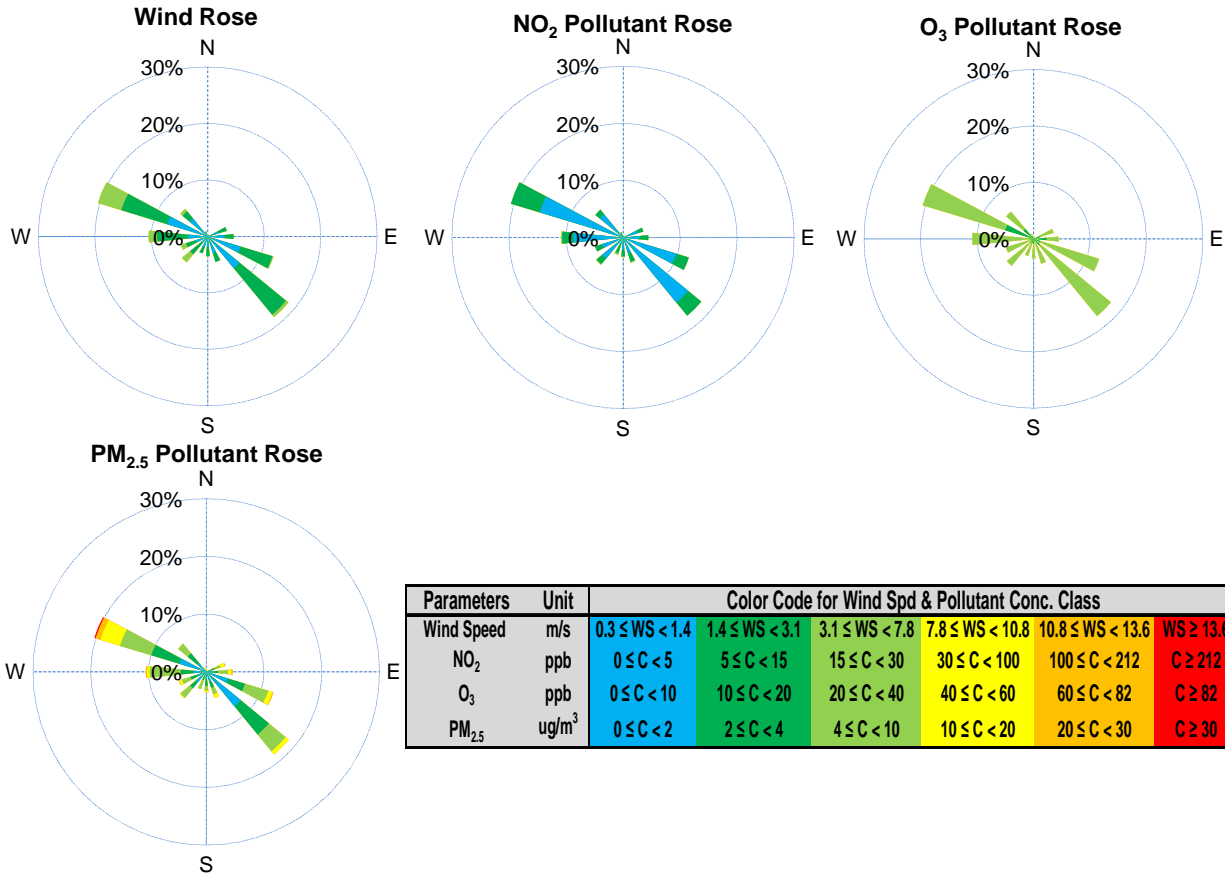 Wind Rose
N
30%
20%
10%
0%
W
E
S
NO₂ Pollutant Rose
N
30%
20%
10%
0%
W
E
S
O₃ Pollutant Rose
N
30%
20%
10%
0%
W
E
S
PM₂.₅ Pollutant Rose
N
30%
20%
10%
0%
W
E
S
Parameters Unit Color Code for Wind Spd & Pollutant Conc. Class
Wind Speed m/s 0.3 ≤ WS < 1.4 1.4 ≤ WS < 3.1 3.1 ≤ WS < 7.8 7.8 ≤ WS < 10.8 10.8 ≤ WS < 13.6 WS ≥ 13.6
NO₂ ppb 0 ≤ C < 5 5 ≤ C < 15 15 ≤ C < 30 30 ≤ C < 100 100 ≤ C < 212 C ≥ 212
O₃ ppb 0 ≤ C < 10 10 ≤ C < 20 20 ≤ C < 40 40 ≤ C < 60 60 ≤ C < 82 C ≥ 82
PM₂.₅ ug/m³ 0 ≤ C < 2 2 ≤ C < 4 4 ≤ C < 10 10 ≤ C < 20 20 ≤ C < 30 C ≥ 30